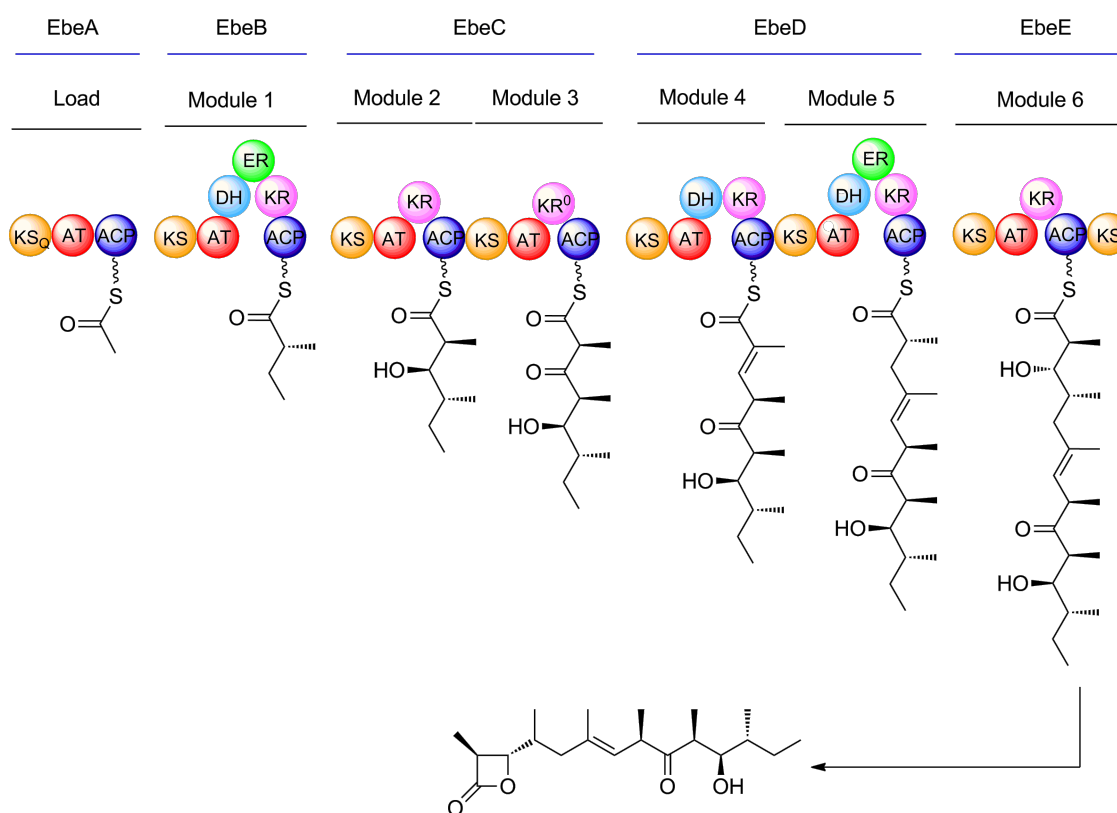 EbeA EbeB EbeC EbeD EbeE
Load Module 1 Module 2 Module 3 Module 4 Module 5 Module 6
ER ER
DH KR KR KR⁰ DH KR DH KR KR
KSQ AT ACP KS AT ACP KS AT ACP KS AT ACP KS AT ACP KS AT ACP KS AT ACP KS
S S S S S S S
O O O O O O O
HO O O HO
HO O O
HO HO HO O
HO
O O O OH